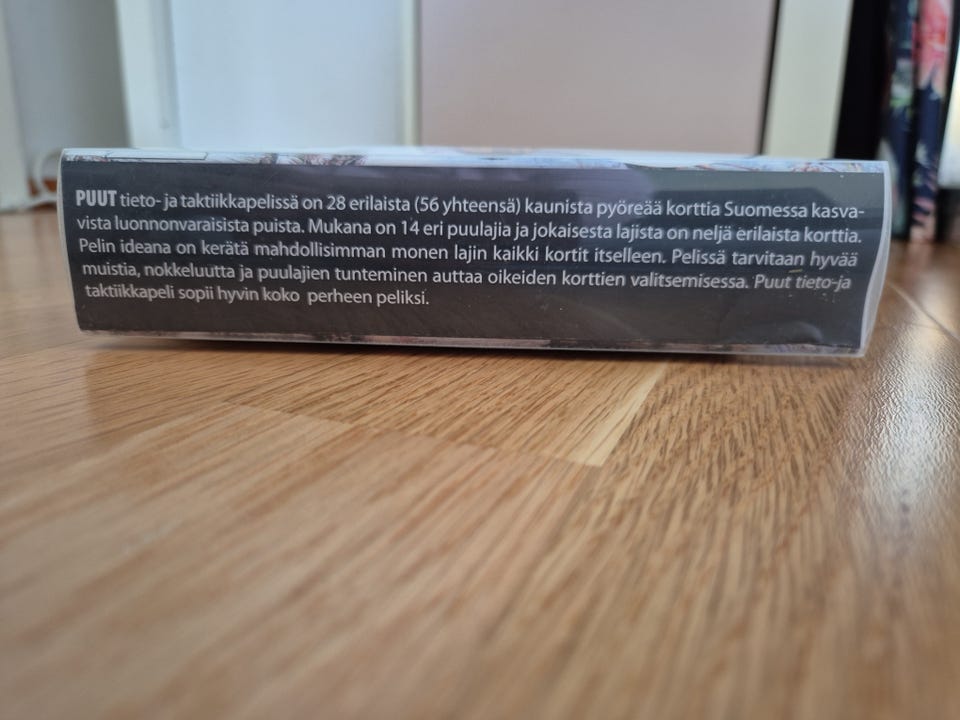 PUUT tieto- ja taktiikkapelissä on 28 erilaista (56 yhteensä) kaunista pyöreää korttia Suomessa kasva-
vista luonnonvaraisista puista. Mukana on 14 eri puulajia ja jokaisesta lajista on neljä erilaista korttia.
Pelin ideana on kerätä mahdollisimman monen lajin kaikki kortit itselleen. Pelissä tarvitaan hyvää
muistia, nokkeluutta ja puulajien tunteminen auttaa oikeiden korttien valitsemisessa. Puut tieto-ja
taktiikkapeli sopii hyvin koko perheen peliksi.